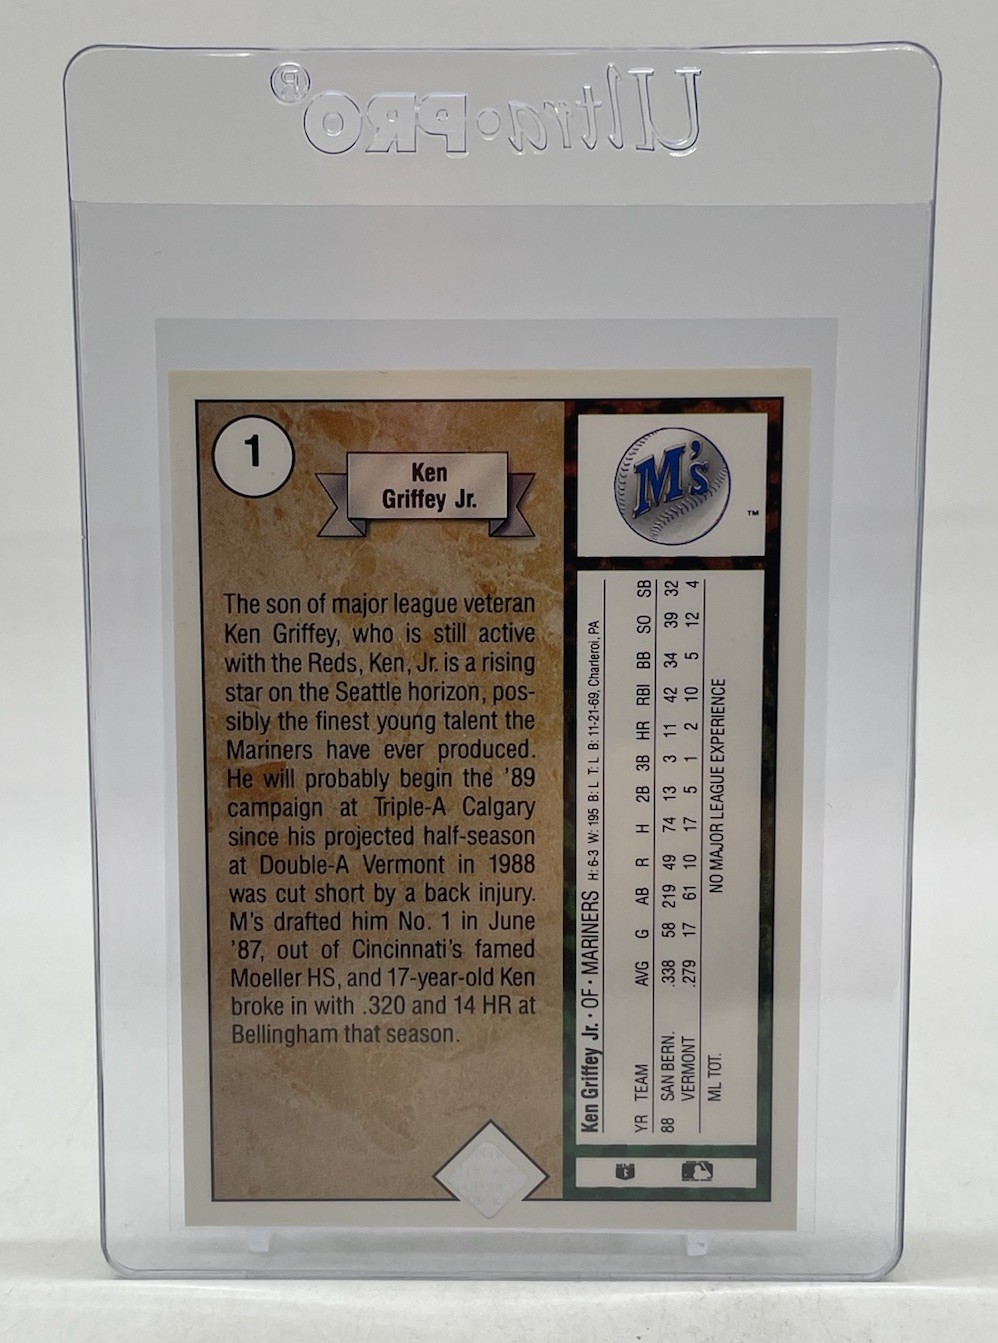 Ultra•PRO®
1
Ken
Griffey Jr.
The son of major league veteran
Ken Griffey, who is still active
with the Reds, Ken, Jr. is a rising
star on the Seattle horizon, pos-
sibly the finest young talent the
Mariners have ever produced.
He will probably begin the '89
campaign at Triple-A Calgary
since his projected half-season
at Double-A Vermont in 1988
was cut short by a back injury.
M's drafted him No. 1 in June
'87, out of Cincinnati's famed
Moeller HS, and 17-year-old Ken
broke in with .320 and 14 HR at
Bellingham that season.
M's
TM
Ken Griffey Jr. • OF • MARINERS H: 6-3 W: 195 B: L T: L B: 11-21-69, Charleroi, PA
YR TEAM AVG G AB R H 2B 3B HR RBI BB SO SB
88 SAN BERN. .338 58 219 49 74 13 3 11 42 34 39 32
VERMONT .279 17 61 10 17 5 1 2 10 5 12 4
ML TOT. NO MAJOR LEAGUE EXPERIENCE